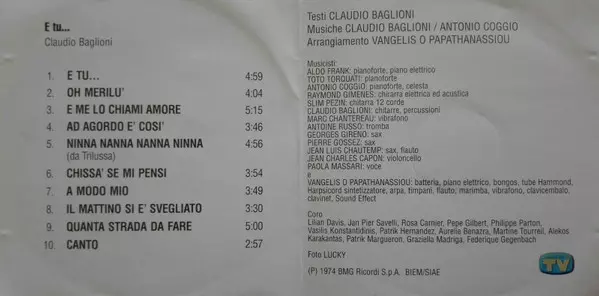 E tu...
Claudio Baglioni
1. E TU... 4:59
2. OH MERILU' 4:04
3. E ME LO CHIAMI AMORE 5:15
4. AD AGORDO E' COSI' 3:46
5. NINNA NANNA NANNA NINNA 4:56
(da Trilussa)
6. CHISSA' SE MI PENSI 3:54
7. A MODO MIO 3:49
8. IL MATTINO SI E' SVEGLIATO 3:30
9. QUANTA STRADA DA FARE 5:00
10. CANTO 2:57
Testi CLAUDIO BAGLIONI
Musiche CLAUDIO BAGLIONI / ANTONIO COGGIO
Arrangiamento VANGELIS O PAPATHANASSIOU
Musicisti:
ALDO FRANK: pianoforte, piano elettrico
TOTO TORQUATI: pianoforte
ANTONIO COGGIO: pianoforte, celesta
RAYMOND GIMENES: chitarra elettrica ed acustica
SLIM PEZIN: chitarra 12 corde
CLAUDIO BAGLIONI: chitarre, percussioni
MARC CHANTEREAU: vibrafono
ANTOINE RUSSO: tromba
GEORGES GRENU: sax
PIERRE GOSSEZ: sax
JEAN LUIS CHAUTEMP: sax, flauto
JEAN CHARLES CAPON: violoncello
PAOLA MASSARI: voce
e
VANGELIS O PAPATHANASSIOU: batteria, piano elettrico, bongos, tube Hammond,
Harpsicord sintetizzatore, arpa, timpani, flauto, marimba, vibrafono, clavicembalo,
clavinet, Sound Effect
Coro
Lilian Davis, Jan Pier Savelli, Rosa Carnier, Pepe Gilbert, Philippe Parton,
Vasilis Konstantidinis, Patrik Hernandez, Aurelie Benazra, Martine Tourreil, Alekos
Karakantas, Patrik Margueron, Graziella Madriga, Federique Gegenbach
Foto LUCKY
(P) 1974 BMG Ricordi S.p.A. BIEM/SIAE
TV